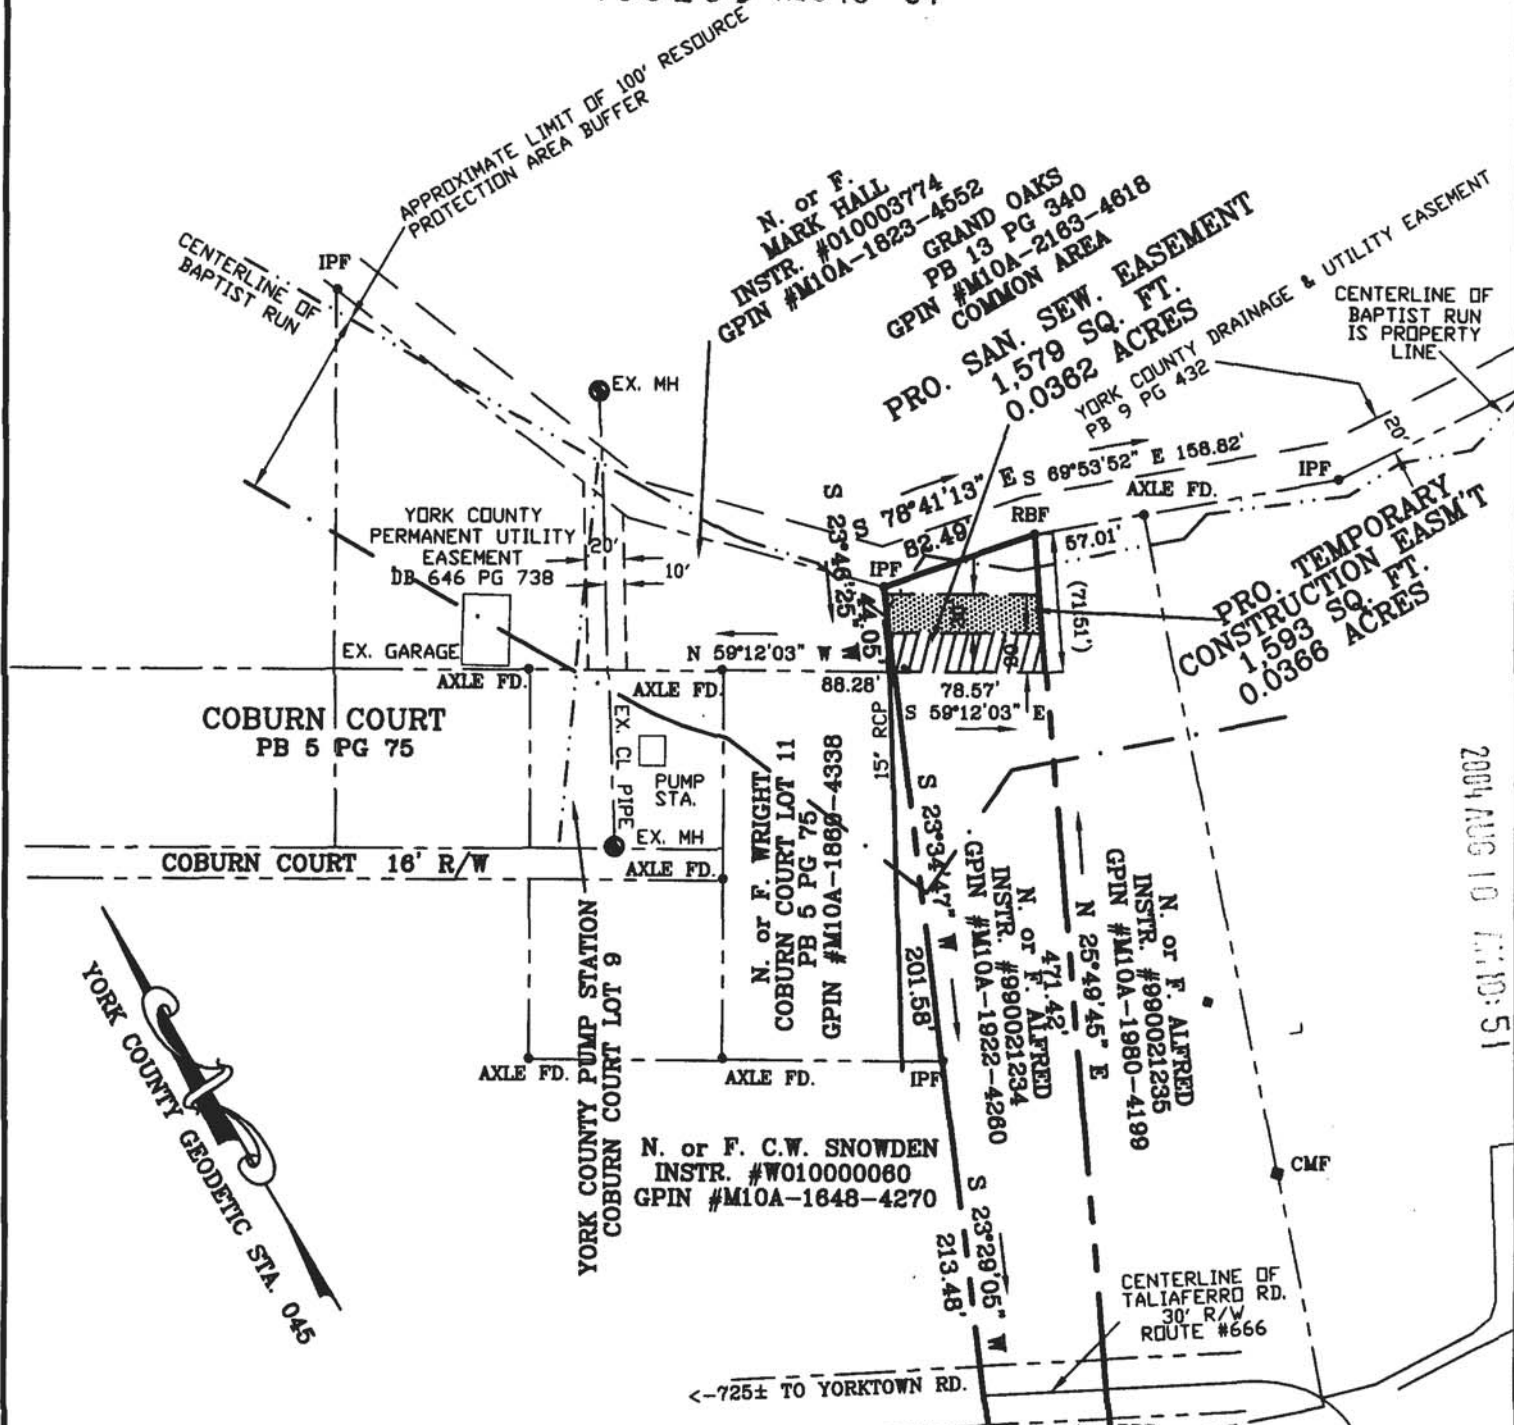 APPROXIMATE LIMIT OF 100' RESOURCE
PROTECTION AREA BUFFER
CENTERLINE OF
BAPTIST RUN
IPF
N. or F.
MARK HALL
INSTR. #010003774
GPIN #M10A-1823-4552
GRAND OAKS
PB 13 PG 340
GPIN #M10A-2163-4618
COMMON AREA
PRO. SAN. SEW. EASEMENT
1,579 SQ. FT.
0.0362 ACRES
YORK COUNTY DRAINAGE & UTILITY EASEMENT
PB 9 PG 432
CENTERLINE OF
BAPTIST RUN
IS PROPERTY
LINE
20'
EX. MH
S 78°41'13" E
82.49'
S 69°53'52" E 158.82'
IPF
AXLE FD.
RBF
57.01'
IPF
S 23°46'25" W
44.05'
(71.51')
PRO. TEMPORARY
CONSTRUCTION EASM'T
1,593 SQ. FT.
0.0366 ACRES
YORK COUNTY
PERMANENT UTILITY
EASEMENT
DB 646 PG 738
20'
10'
EX. GARAGE
N 59°12'03" W
88.28'
78.57'
S 59°12'03" E
AXLE FD.
AXLE FD.
COBURN COURT
PB 5 PG 75
EX. CL PIPE
PUMP
STA.
EX. MH
15' RCP
N. or F. WRIGHT
COBURN COURT LOT 11
PB 5 PG 75
GPIN #M10A-1866-4338
S 23°34'47" W
201.58'
N. or F. ALFRED
INSTR. #990021234
GPIN #M10A-1922-4260
N 25°49'45" E
471.42'
N. or F. ALFRED
INSTR. #990021235
GPIN #M10A-1980-4199
2004 AUG 10 10:51
COBURN COURT 16' R/W
AXLE FD.
YORK COUNTY PUMP STATION
COBURN COURT LOT 9
AXLE FD.
AXLE FD.
IPF
YORK COUNTY GEODETIC STA. 045
N. or F. C.W. SNOWDEN
INSTR. #W010000060
GPIN #M10A-1648-4270
S 23°29'05" W
213.48'
CMF
CENTERLINE OF
TALIAFERRO RD.
30' R/W
ROUTE #666
<-725± TO YORKTOWN RD.